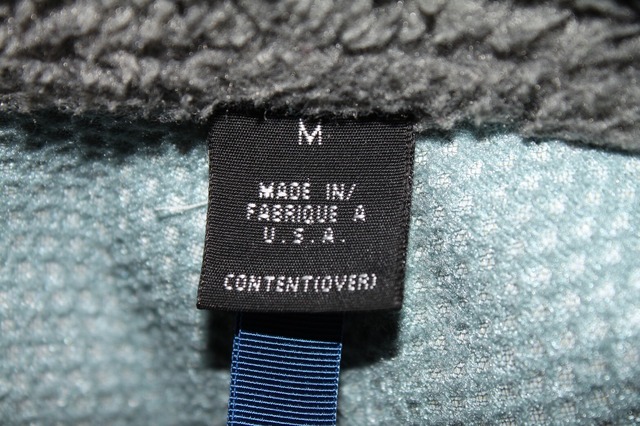 M
MADE IN/
FABRIQUE A
U.S.A.
CONTENT(OVER)